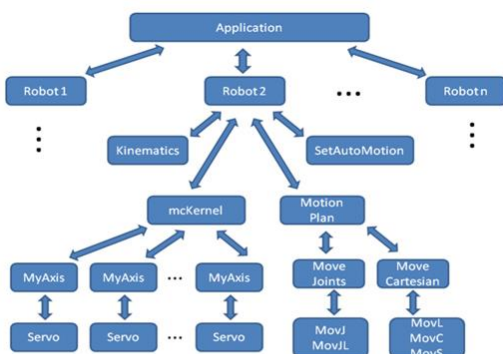 Application
Robot 1
Robot 2
...
Robot n
Kinematics
SetAutoMotion
mcKernel
Motion
Plan
MyAxis
MyAxis
...
MyAxis
Move
Joints
Move
Cartesian
Servo
Servo
...
Servo
MovJ
MovJL
MovL
MovC
MovS